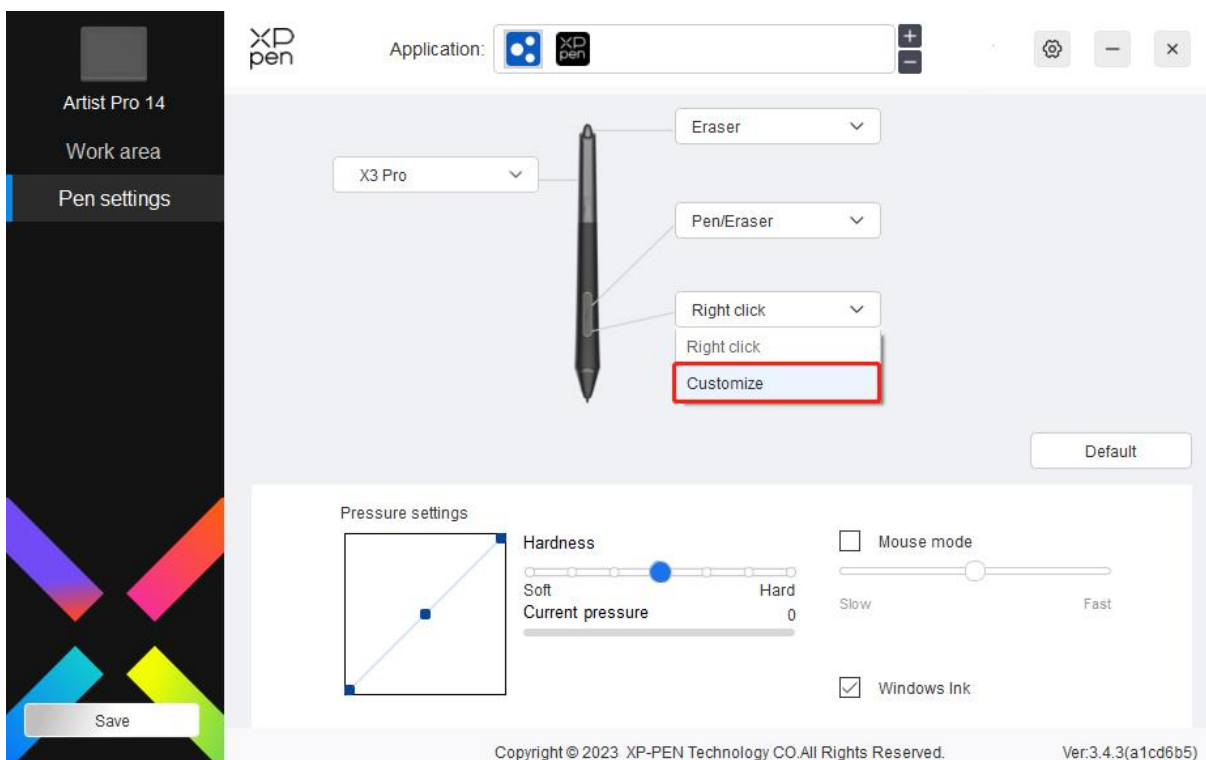 XP
pen
Application:
XP
pen
Artist Pro 14
Work area
Pen settings
Eraser
X3 Pro
Pen/Eraser
Right click
Right click
Customize
Default
Pressure settings
Hardness
Soft Hard
Current pressure 0
Mouse mode
Slow Fast
Windows Ink
Save
Copyright © 2023 XP-PEN Technology CO.All Rights Reserved.
Ver:3.4.3(a1cd6b5)